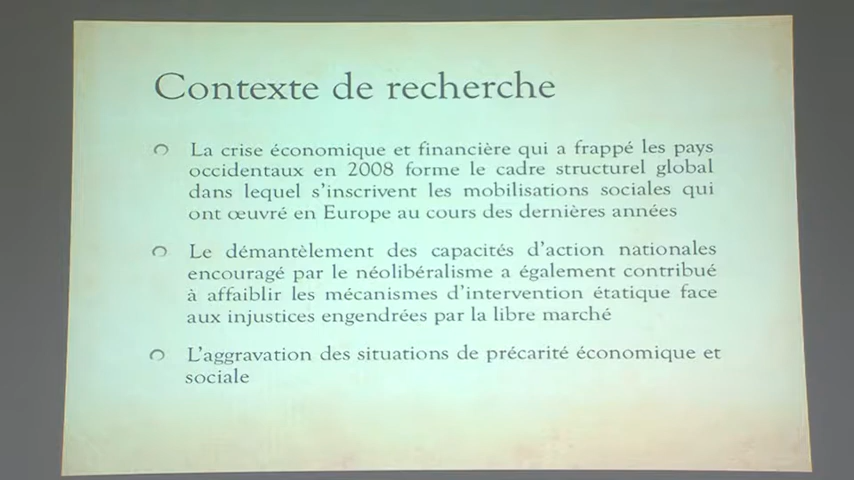 Contexte de recherche
La crise économique et financière qui a frappé les pays
occidentaux en 2008 forme le cadre structurel global
dans lequel s'inscrivent les mobilisations sociales qui
ont œuvré en Europe au cours des dernières années
Le démantèlement des capacités d'action nationales
encouragé par le néolibéralisme a également contribué
à affaiblir les mécanismes d'intervention étatique face
aux injustices engendrées par la libre marché
L'aggravation des situations de précarité économique et
sociale